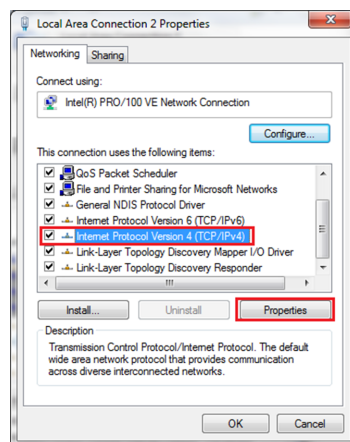 Local Area Connection 2 Properties
Networking Sharing
Connect using:
Intel(R) PRO/100 VE Network Connection
Configure...
This connection uses the following items:
QoS Packet Scheduler
File and Printer Sharing for Microsoft Networks
General NDIS Protocol Driver
Internet Protocol Version 6 (TCP/IPv6)
Internet Protocol Version 4 (TCP/IPv4)
Link-Layer Topology Discovery Mapper I/O Driver
Link-Layer Topology Discovery Responder
Install... Uninstall Properties
Description
Transmission Control Protocol/Internet Protocol. The default
wide area network protocol that provides communication
across diverse interconnected networks.
OK Cancel